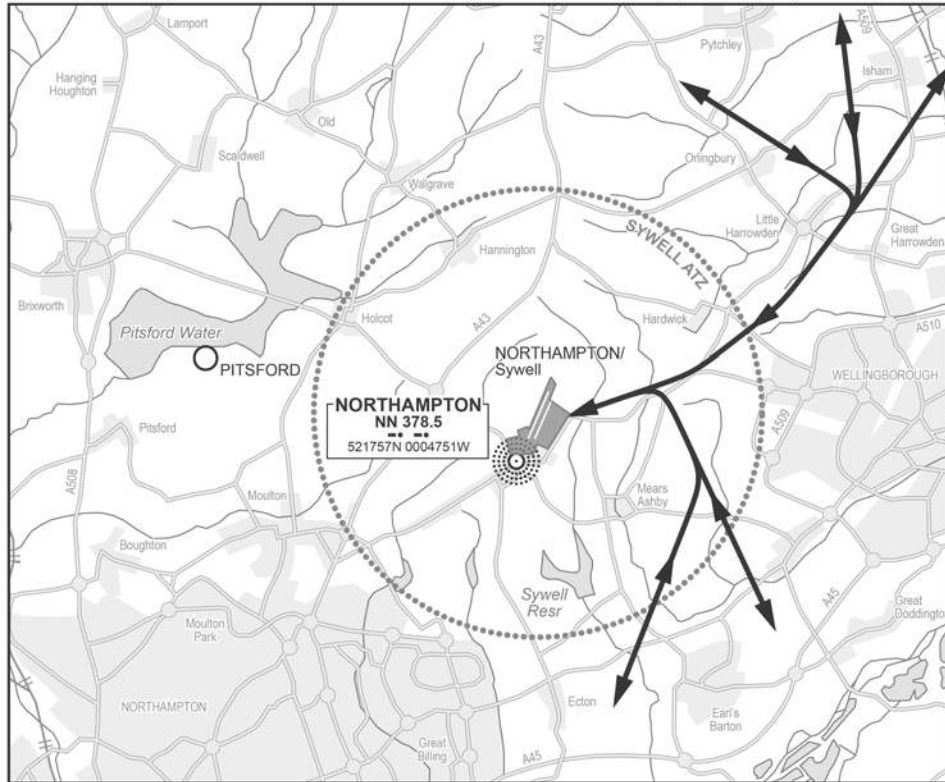 Lamport
A43
A509
Pytchley
Isham
Hanging
Houghton
Old
Scaldwell
Orlingbury
Walgrave
Little
Harrowden
Great
Harrowden
SYWELL ATZ
Hannington
Brixworth
Holcot
A43
Hardwick
A510
Pitsford Water
PITSFORD
NORTHAMPTON/
Sywell
WELLINGBOROUGH
NORTHAMPTON
NN 378.5
521757N 0004751W
A509
Pitsford
A508
Moulton
Mears
Ashby
Boughton
Sywell
Resr
A45
Great
Doddington
Moulton
Park
NORTHAMPTON
Ecton
Earl's
Barton
Great
Billing
A45